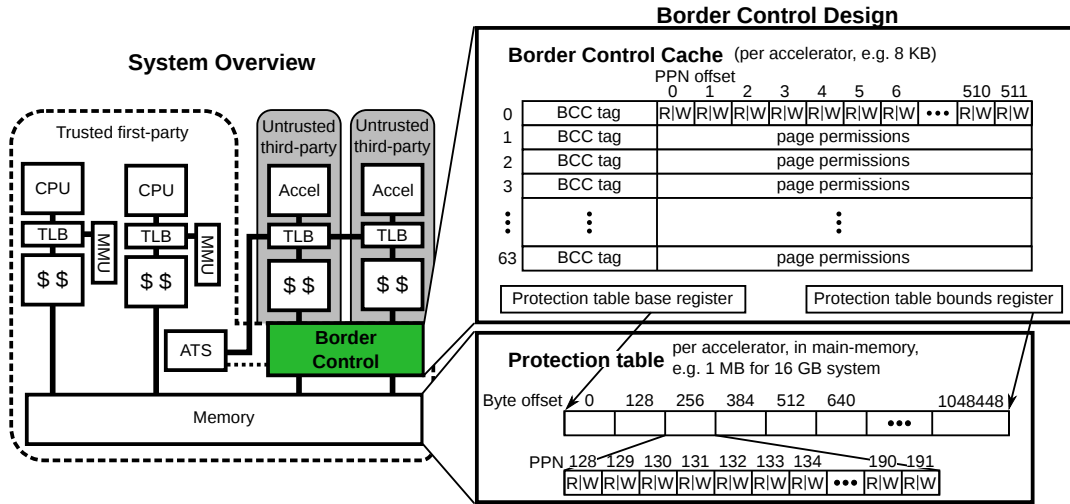 System Overview
Trusted first-party
Untrusted third-party
Untrusted third-party
CPU
CPU
Accel
Accel
TLB
MMU
TLB
MMU
TLB
TLB
$ $
$ $
$ $
$ $
ATS
Border Control
Memory
Border Control Design
Border Control Cache (per accelerator, e.g. 8 KB)
PPN offset
0 1 2 3 4 5 6 510 511
0 BCC tag R|W R|W R|W R|W R|W R|W R|W ••• R|W R|W
1 BCC tag page permissions
2 BCC tag page permissions
3 BCC tag page permissions
63 BCC tag page permissions
Protection table base register
Protection table bounds register
Protection table per accelerator, in main-memory,
e.g. 1 MB for 16 GB system
Byte offset 0 128 256 384 512 640 1048448
•••
PPN 128 129 130 131 132 133 134 190 191
R|W R|W R|W R|W R|W R|W R|W ••• R|W R|W